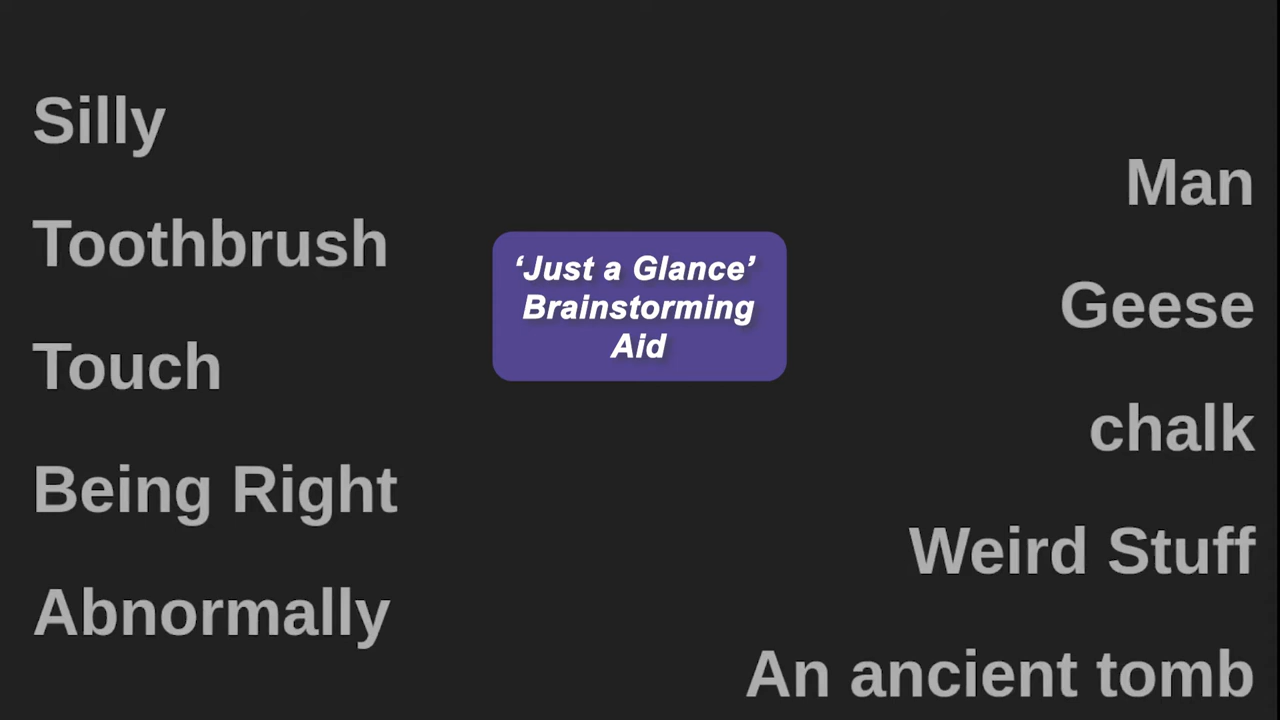 Silly
Toothbrush
Touch
Being Right
Abnormally
‘Just a Glance’
Brainstorming
Aid
Man
Geese
chalk
Weird Stuff
An ancient tomb